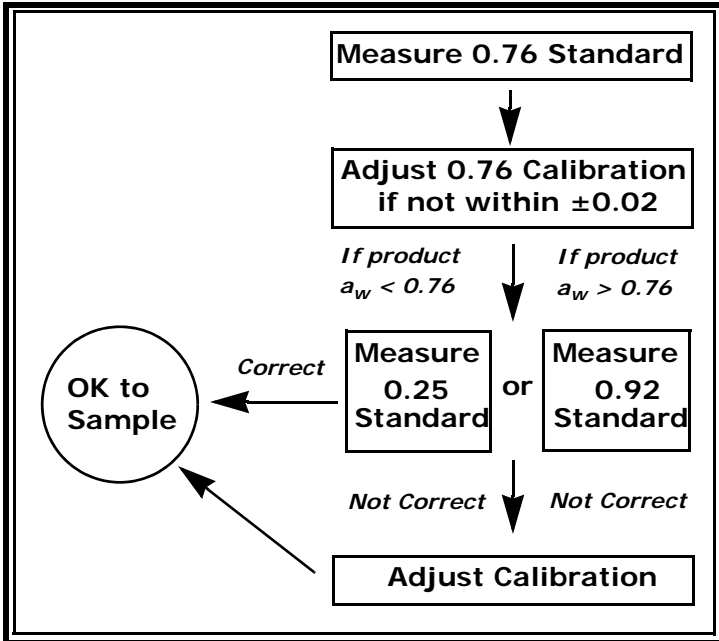 Measure 0.76 Standard
Adjust 0.76 Calibration
if not within ±0.02
If product
a_w < 0.76
If product
a_w > 0.76
Measure
0.25
Standard
or
Measure
0.92
Standard
Correct
OK to
Sample
Not Correct
Not Correct
Adjust Calibration